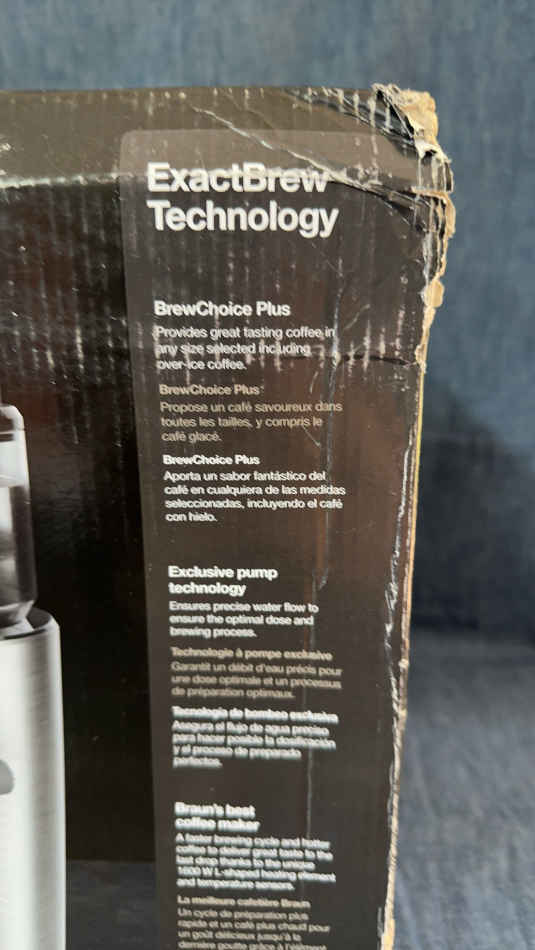 ExactBrew
Technology
BrewChoice Plus
Provides great tasting coffee in
any size selected including
over-ice coffee.
BrewChoice Plus
Propose un café savoureux dans
toutes les tailles, y compris le
café glacé.
BrewChoice Plus
Aporta un sabor fantástico del
café en cualquiera de las medidas
seleccionadas, incluyendo el café
con hielo.
Exclusive pump
technology
Ensures precise water flow to
ensure the optimal dose and
brewing process.
Technologie à pompe exclusive
Garantit un débit d'eau précis pour
une dose optimale et un processus
de préparation optimaux.
Tecnología de bombeo exclusiva
Asegura el flujo de agua preciso
para hacer posible la dosificación
y el proceso de preparado
perfectos.
Braun's best
coffee maker
A faster brewing cycle and hotter
coffee to deliver great taste to the
last drop thanks to the unique
1600 W L-shaped heating element
and temperature sensors.
La meilleure cafetière Braun
Un cycle de préparation plus
rapide et un café plus chaud pour
un goût délicieux jusqu'à la
dernière goutte grâce à l'élément